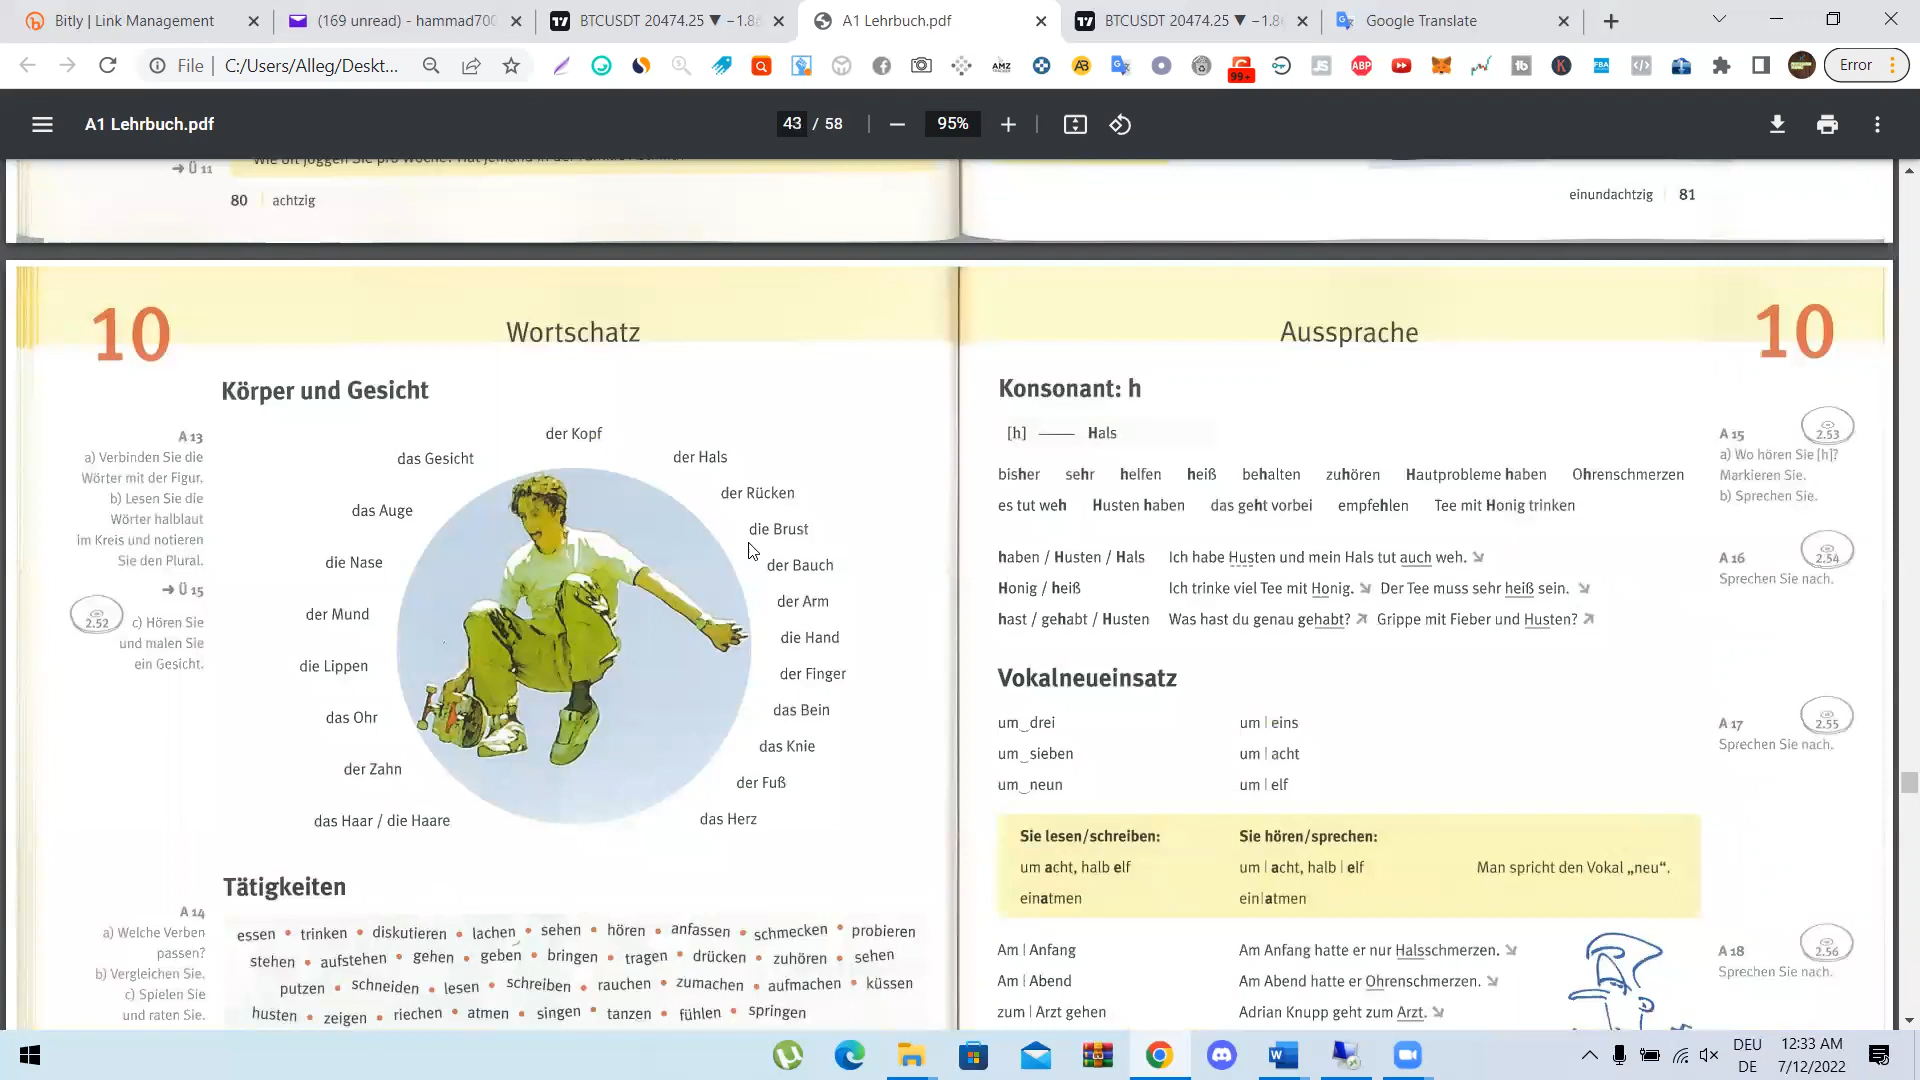 Bitly | Link Management
(169 unread) - hammad700
BTCUSDT 20474.25 ▼ −1.8
A1 Lehrbuch.pdf
BTCUSDT 20474.25 ▼ −1.8
Google Translate
File | C:/Users/Alleg/Deskt...
99+
Error
A1 Lehrbuch.pdf
43 / 58
95%
→ Ü 11
80 | achtzig
einundachtzig | 81
10
Wortschatz
Körper und Gesicht
A 13
a) Verbinden Sie die
Wörter mit der Figur.
b) Lesen Sie die
Wörter halblaut
im Kreis und notieren
Sie den Plural.
→ Ü 15
2.52
c) Hören Sie
und malen Sie
ein Gesicht.
der Kopf
das Gesicht
der Hals
der Rücken
das Auge
die Brust
die Nase
der Bauch
der Arm
der Mund
die Hand
die Lippen
der Finger
das Ohr
das Bein
das Knie
der Zahn
der Fuß
das Haar / die Haare
das Herz
Tätigkeiten
A 14
a) Welche Verben
passen?
b) Vergleichen Sie.
c) Spielen Sie
und raten Sie.
essen • trinken • diskutieren • lachen • sehen • hören • anfassen • schmecken • probieren
stehen • aufstehen • gehen • geben • bringen • tragen • drücken • zuhören • sehen
putzen • schneiden • lesen • schreiben • rauchen • zumachen • aufmachen • küssen
husten • zeigen • riechen • atmen • singen • tanzen • fühlen • springen
Aussprache
10
Konsonant: h
[h] —— Hals
bisher sehr helfen heiß behalten zuhören Hautprobleme haben Ohrenschmerzen
es tut weh Husten haben das geht vorbei empfehlen Tee mit Honig trinken
A 15
2.53
a) Wo hören Sie [h]?
Markieren Sie.
b) Sprechen Sie.
haben / Husten / Hals Ich habe Husten und mein Hals tut auch weh. ↘
Honig / heiß Ich trinke viel Tee mit Honig. ↘ Der Tee muss sehr heiß sein. ↘
hast / gehabt / Husten Was hast du genau gehabt? ↗ Grippe mit Fieber und Husten? ↗
A 16
2.54
Sprechen Sie nach.
Vokalneueinsatz
um‿drei um | eins
um‿sieben um | acht
um‿neun um | elf
A 17
2.55
Sprechen Sie nach.
Sie lesen/schreiben: Sie hören/sprechen:
um acht, halb elf um | acht, halb | elf Man spricht den Vokal „neu“.
einatmen ein|atmen
Am | Anfang Am Anfang hatte er nur Halsschmerzen. ↘
Am | Abend Am Abend hatte er Ohrenschmerzen. ↘
zum | Arzt gehen Adrian Knupp geht zum Arzt. ↘
A 18
2.56
Sprechen Sie nach.
DEU
DE
12:33 AM
7/12/2022